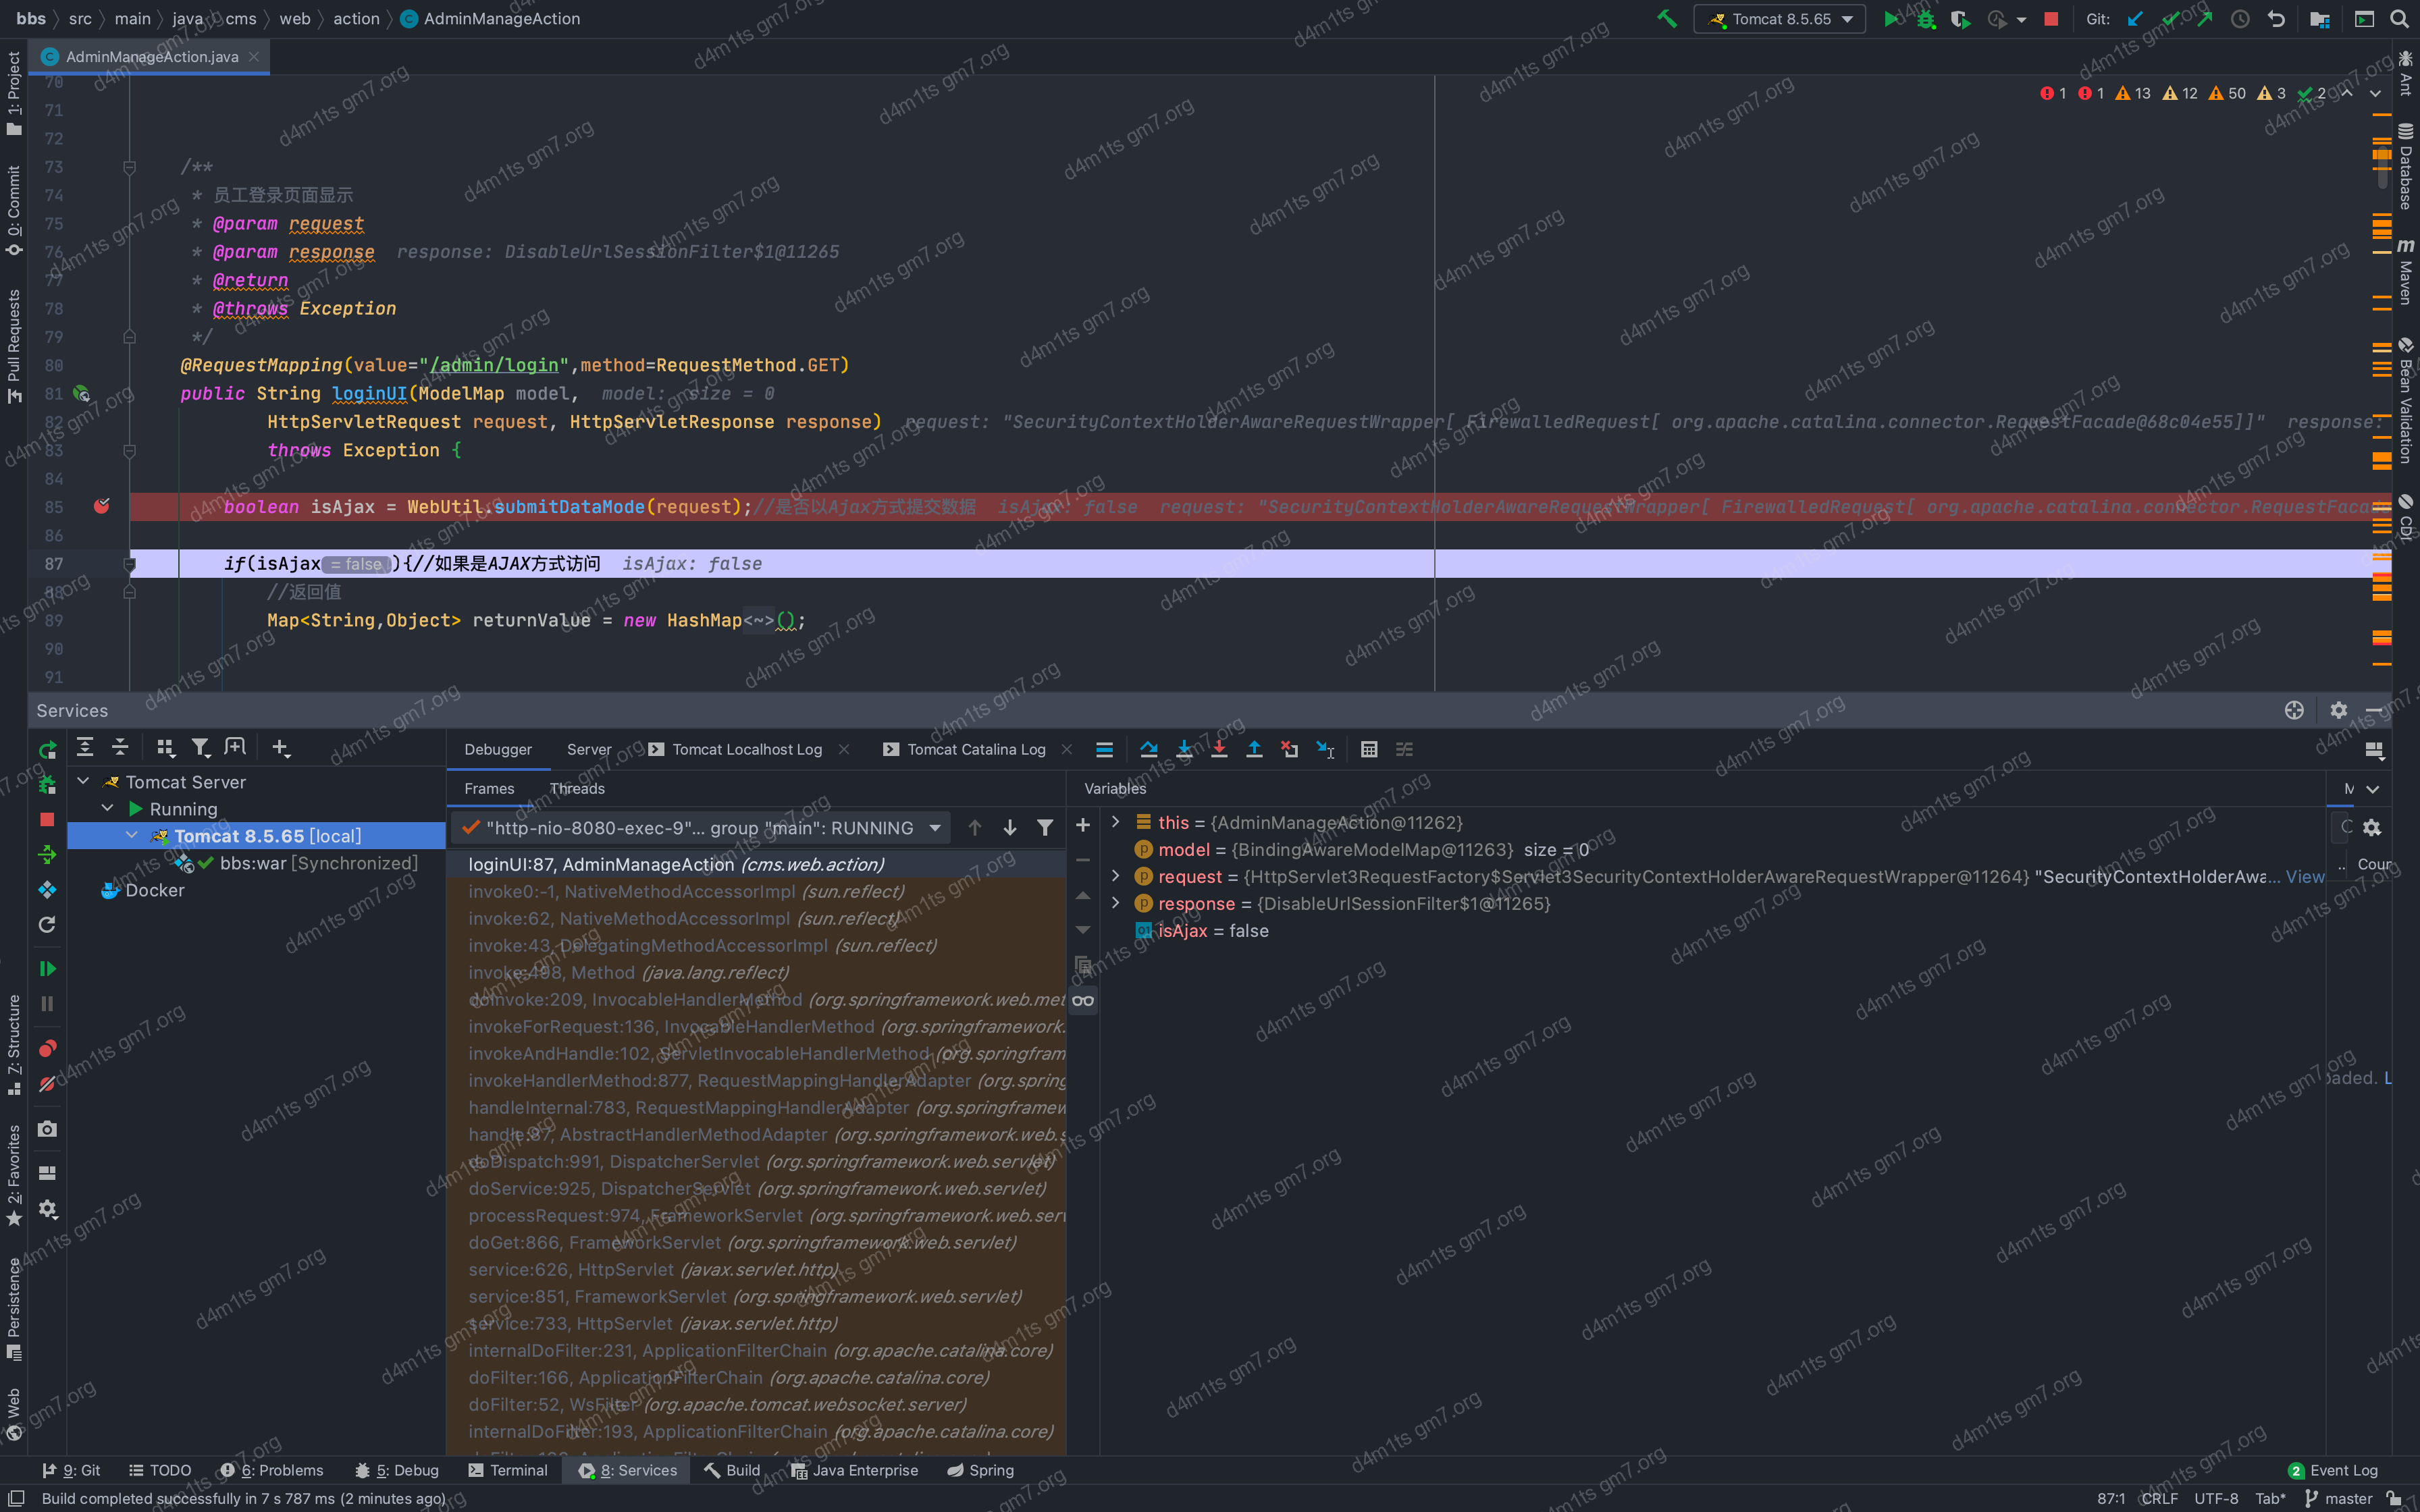 bbs › src › main › java › cms › web › action › AdminManageAction
Tomcat 8.5.65
Git:
AdminManageAction.java
1 1 13 12 50 3 2
70
71
72
73 /**
74 * 员工登录页面显示
75 * @param request
76 * @param response response: DisableUrlSessionFilter$1@11265
77 * @return
78 * @throws Exception
79 */
80 @RequestMapping(value="/admin/login",method=RequestMethod.GET)
81 public String loginUI(ModelMap model, model: size = 0
82 HttpServletRequest request, HttpServletResponse response) request: "SecurityContextHolderAwareRequestWrapper[ FirewalledRequest[ org.apache.catalina.connector.RequestFacade@68c04e55]]" response:
83 throws Exception {
84
85 boolean isAjax = WebUtil.submitDataMode(request);//是否以Ajax方式提交数据 isAjax: false request: "SecurityContextHolderAwareRequestWrapper[ FirewalledRequest[ org.apache.catalina.connector.RequestFacade
86
87 if(isAjax = false ){//如果是AJAX方式访问 isAjax: false
88 //返回值
89 Map<String,Object> returnValue = new HashMap<~>();
90
91
1: Project
0: Commit
Pull Requests
7: Structure
2: Favorites
Persistence
Web
Ant
Database
Maven
Bean Validation
CDI
Services
Tomcat Server
Running
Tomcat 8.5.65 [local]
bbs:war [Synchronized]
Docker
Debugger Server Tomcat Localhost Log Tomcat Catalina Log
Frames Threads
"http-nio-8080-exec-9"... group "main": RUNNING
loginUI:87, AdminManageAction (cms.web.action)
invoke0:-1, NativeMethodAccessorImpl (sun.reflect)
invoke:62, NativeMethodAccessorImpl (sun.reflect)
invoke:43, DelegatingMethodAccessorImpl (sun.reflect)
invoke:498, Method (java.lang.reflect)
doInvoke:209, InvocableHandlerMethod (org.springframework.web.met
invokeForRequest:136, InvocableHandlerMethod (org.springframework.
invokeAndHandle:102, ServletInvocableHandlerMethod (org.springfram
invokeHandlerMethod:877, RequestMappingHandlerAdapter (org.spring
handleInternal:783, RequestMappingHandlerAdapter (org.springframew
handle:87, AbstractHandlerMethodAdapter (org.springframework.web.s
doDispatch:991, DispatcherServlet (org.springframework.web.servlet)
doService:925, DispatcherServlet (org.springframework.web.servlet)
processRequest:974, FrameworkServlet (org.springframework.web.serv
doGet:866, FrameworkServlet (org.springframework.web.servlet)
service:626, HttpServlet (javax.servlet.http)
service:851, FrameworkServlet (org.springframework.web.servlet)
service:733, HttpServlet (javax.servlet.http)
internalDoFilter:231, ApplicationFilterChain (org.apache.catalina.core)
doFilter:166, ApplicationFilterChain (org.apache.catalina.core)
doFilter:52, WsFilter (org.apache.tomcat.websocket.server)
internalDoFilter:193, ApplicationFilterChain (org.apache.catalina.core)
Variables
this = {AdminManageAction@11262}
model = {BindingAwareModelMap@11263} size = 0
request = {HttpServlet3RequestFactory$Servlet3SecurityContextHolderAwareRequestWrapper@11264} "SecurityContextHolderAwa... View
response = {DisableUrlSessionFilter$1@11265}
isAjax = false
Cour
aded. L
9: Git TODO 6: Problems 5: Debug Terminal 8: Services Build Java Enterprise Spring
2 Event Log
Build completed successfully in 7 s 787 ms (2 minutes ago)
87:1 CRLF UTF-8 Tab* master
d4m1ts gm7.org